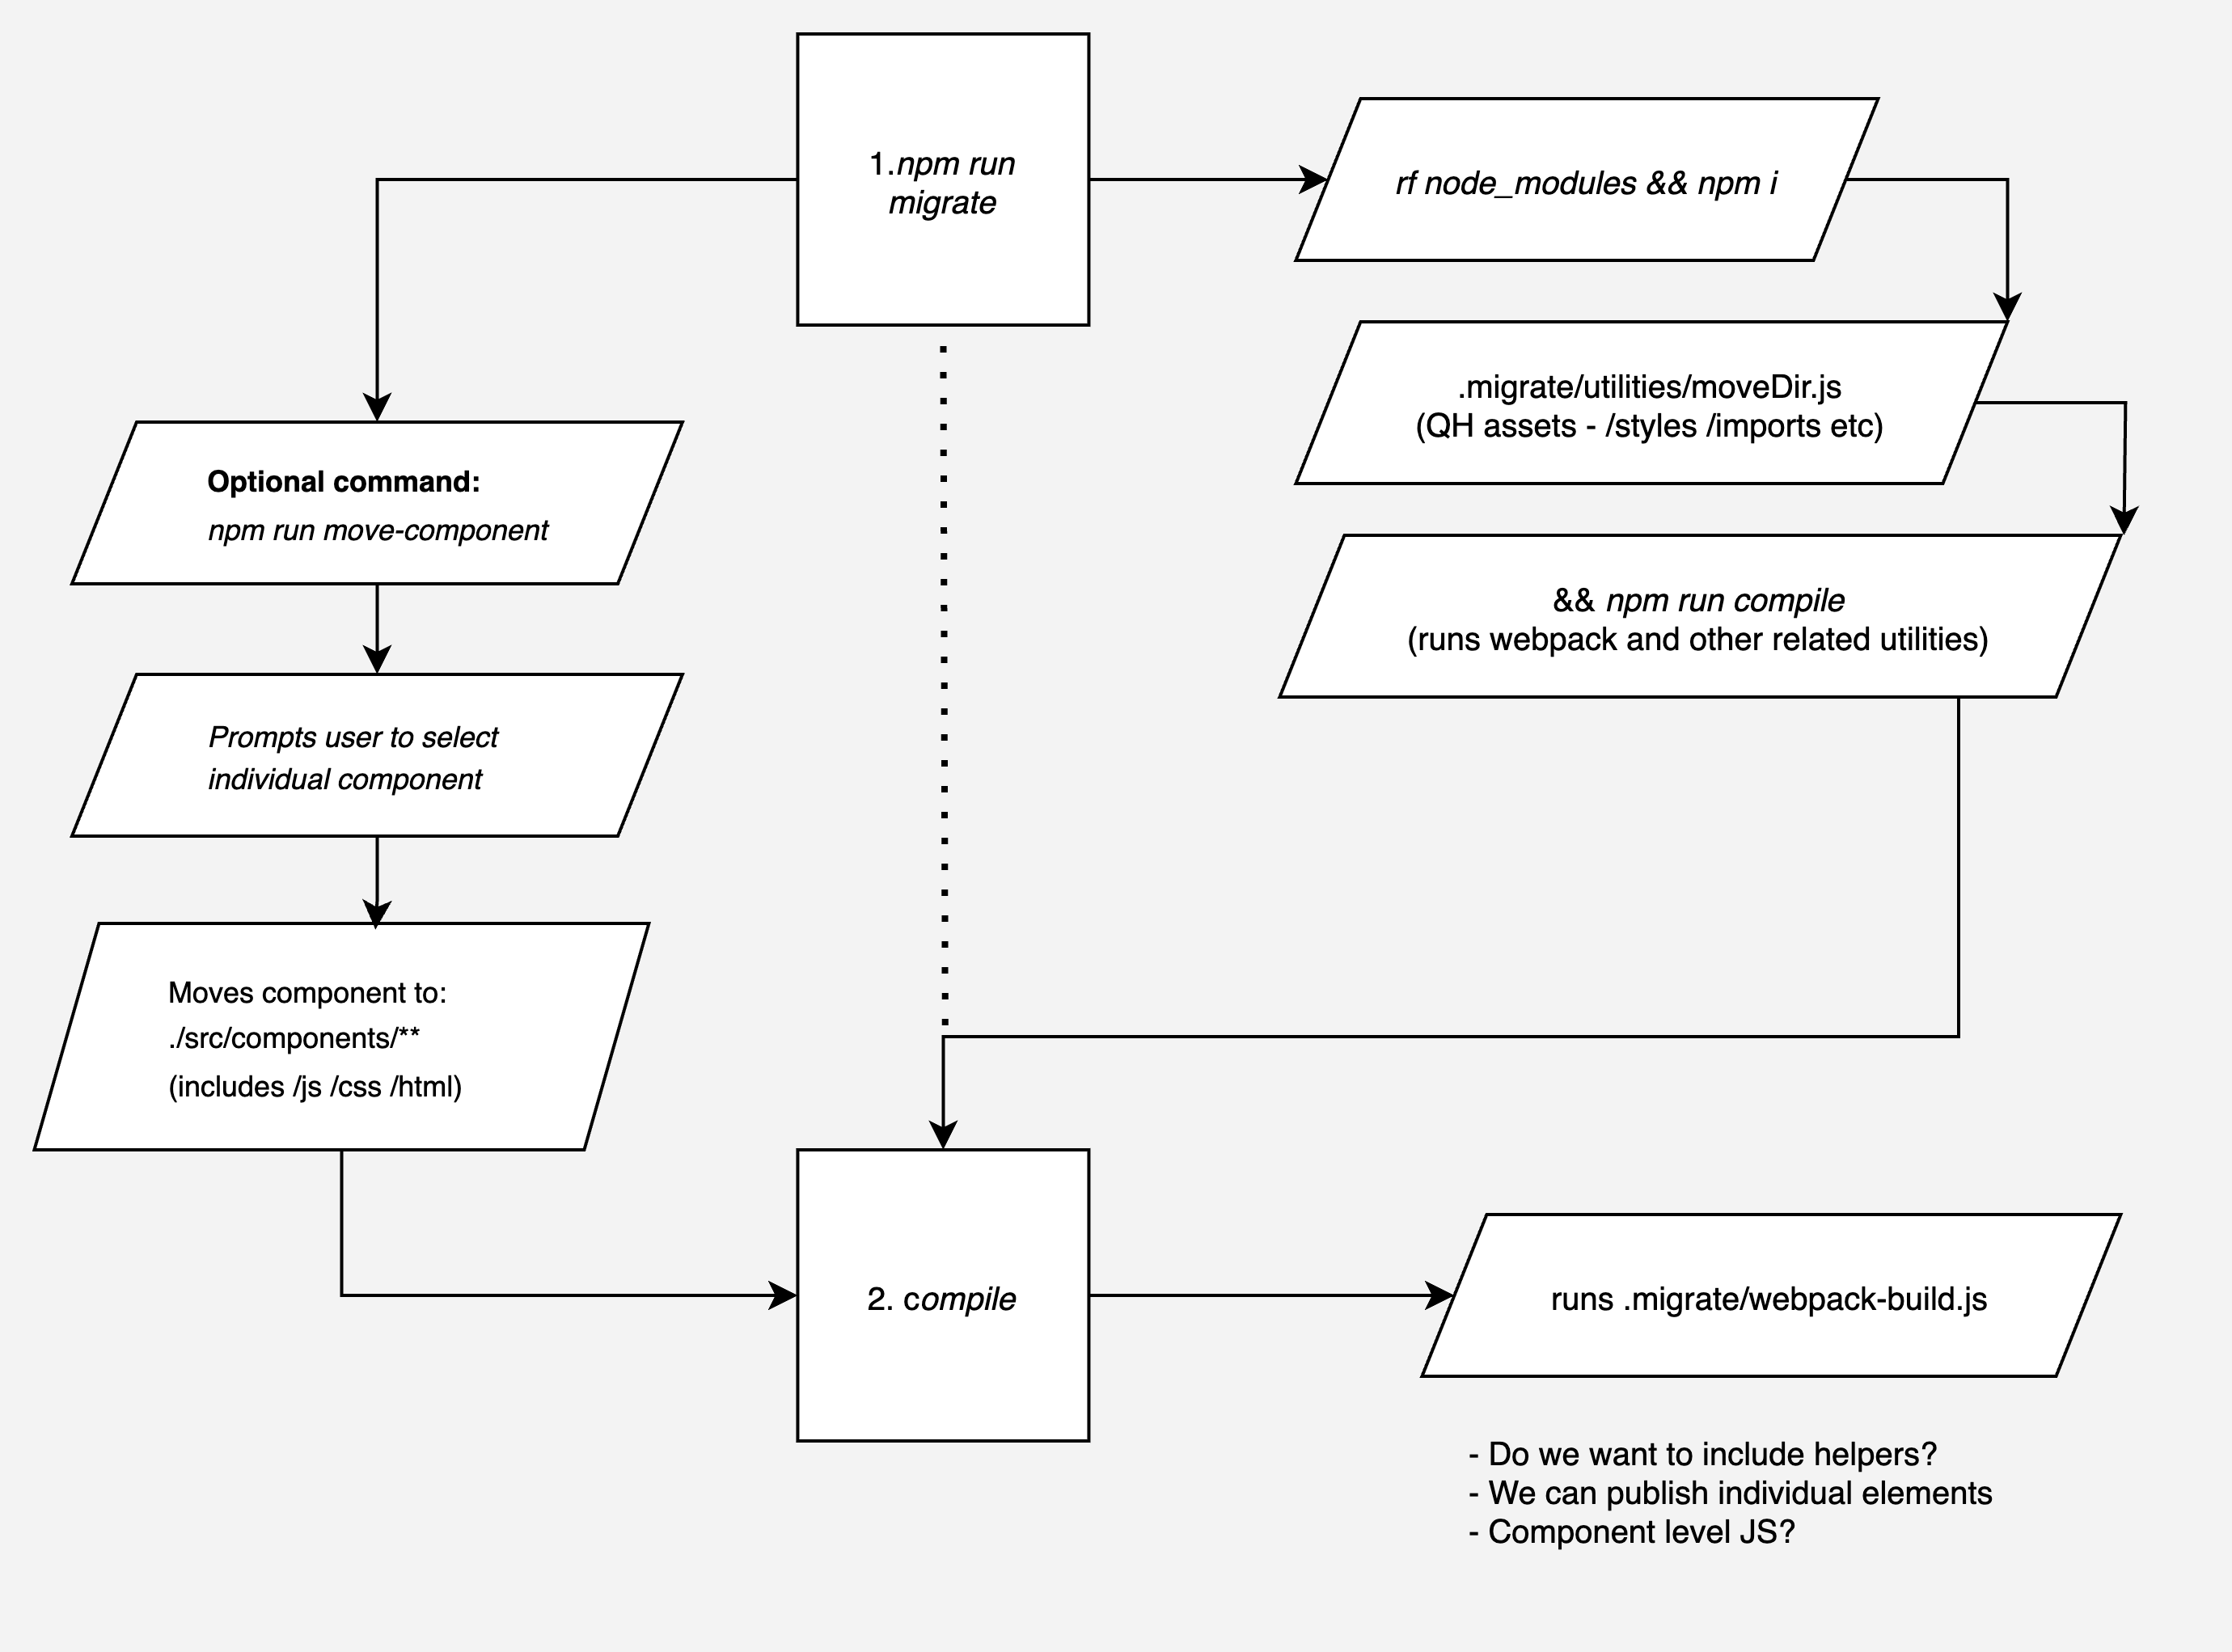 1.npm run
migrate
rf node_modules && npm i
.migrate/utilities/moveDir.js
(QH assets - /styles /imports etc)
Optional command:
npm run move-component
&& npm run compile
(runs webpack and other related utilities)
Prompts user to select
individual component
Moves component to:
./src/components/**
(includes /js /css /html)
2. compile
runs .migrate/webpack-build.js
- Do we want to include helpers?
- We can publish individual elements
- Component level JS?